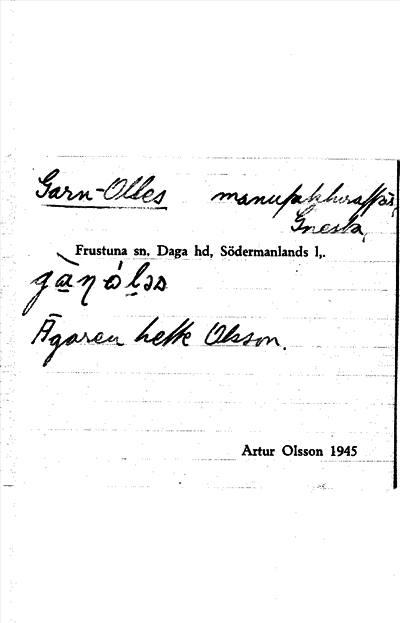 Garn-Olles manufakturaffär,
Gnesta,
Frustuna sn, Daga hd, Södermanlands l,.
Ägaren hette Olsson.
Artur Olsson 1945